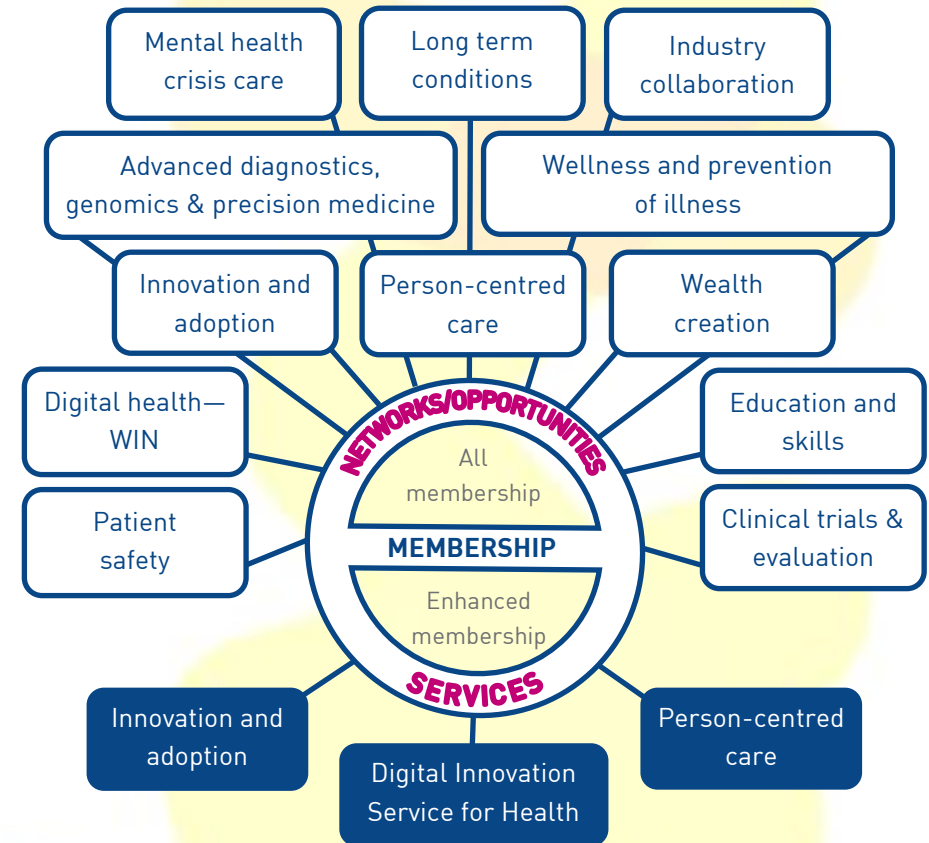 Mental health
crisis care
Long term
conditions
Industry
collaboration
Advanced diagnostics,
genomics & precision medicine
Wellness and prevention
of illness
Innovation and
adoption
Person-centred
care
Wealth
creation
Digital health—
WIN
Education and
skills
Patient
safety
Clinical trials &
evaluation
NETWORKS/OPPORTUNITIES
All
membership
MEMBERSHIP
Enhanced
membership
SERVICES
Innovation and
adoption
Digital Innovation
Service for Health
Person-centred
care